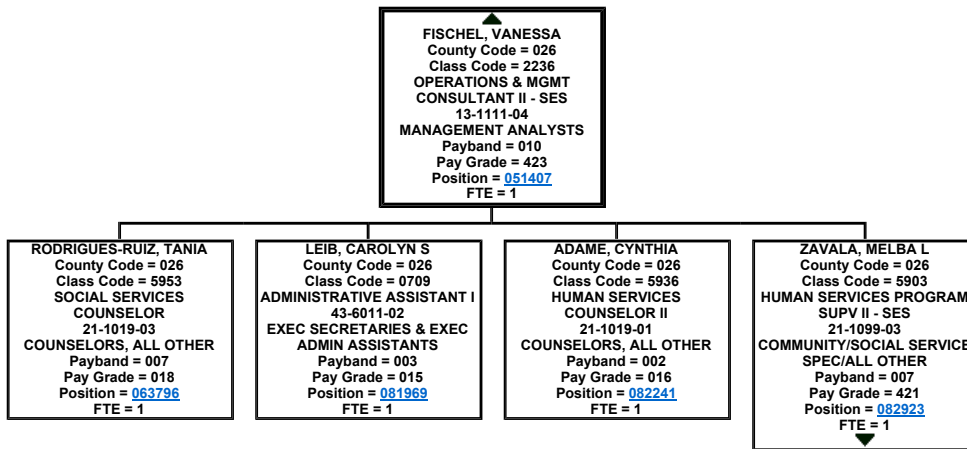 FISCHEL, VANESSA
County Code = 026
Class Code = 2236
OPERATIONS & MGMT
CONSULTANT II - SES
13-1111-04
MANAGEMENT ANALYSTS
Payband = 010
Pay Grade = 423
Position = 051407
FTE = 1
RODRIGUES-RUIZ, TANIA
County Code = 026
Class Code = 5953
SOCIAL SERVICES
COUNSELOR
21-1019-03
COUNSELORS, ALL OTHER
Payband = 007
Pay Grade = 018
Position = 063796
FTE = 1
LEIB, CAROLYN S
County Code = 026
Class Code = 0709
ADMINISTRATIVE ASSISTANT I
43-6011-02
EXEC SECRETARIES & EXEC
ADMIN ASSISTANTS
Payband = 003
Pay Grade = 015
Position = 081969
FTE = 1
ADAME, CYNTHIA
County Code = 026
Class Code = 5936
HUMAN SERVICES
COUNSELOR II
21-1019-01
COUNSELORS, ALL OTHER
Payband = 002
Pay Grade = 016
Position = 082241
FTE = 1
ZAVALA, MELBA L
County Code = 026
Class Code = 5903
HUMAN SERVICES PROGRAM
SUPV II - SES
21-1099-03
COMMUNITY/SOCIAL SERVICE
SPEC/ALL OTHER
Payband = 007
Pay Grade = 421
Position = 082923
FTE = 1